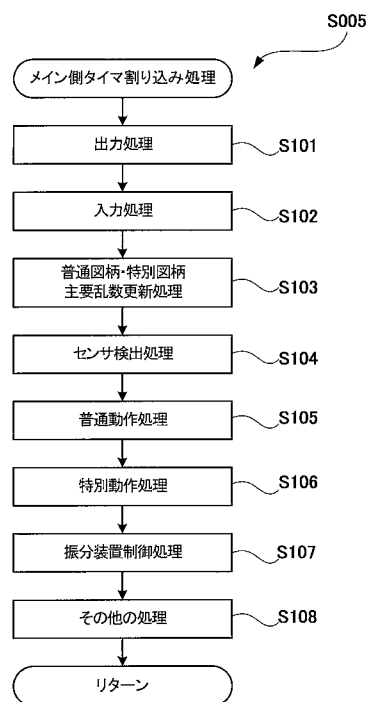 S005
メイン側タイマ割り込み処理
出力処理
S101
入力処理
S102
普通図柄・特別図柄
主要乱数更新処理
S103
センサ検出処理
S104
普通動作処理
S105
特別動作処理
S106
振分装置制御処理
S107
その他の処理
S108
リターン